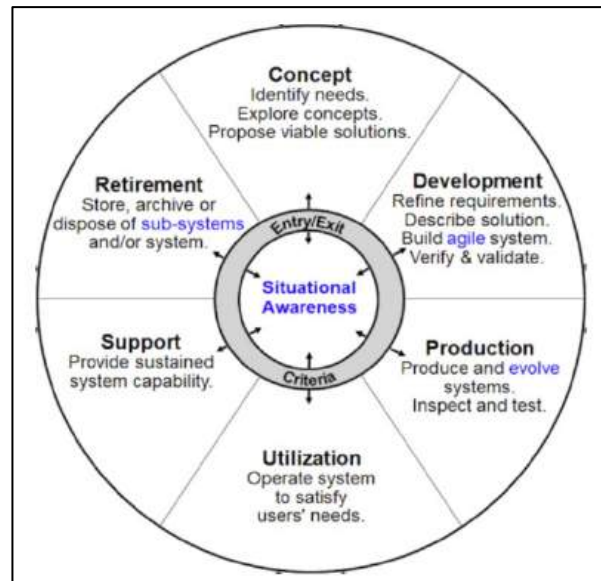 Concept
Identify needs.
Explore concepts.
Propose viable solutions.
Development
Refine requirements.
Describe solution.
Build agile system.
Verify & validate.
Production
Produce and evolve
systems.
Inspect and test.
Utilization
Operate system
to satisfy
users' needs.
Support
Provide sustained
system capability.
Retirement
Store, archive or
dispose of sub-systems
and/or system.
Entry/Exit
Criteria
Situational
Awareness